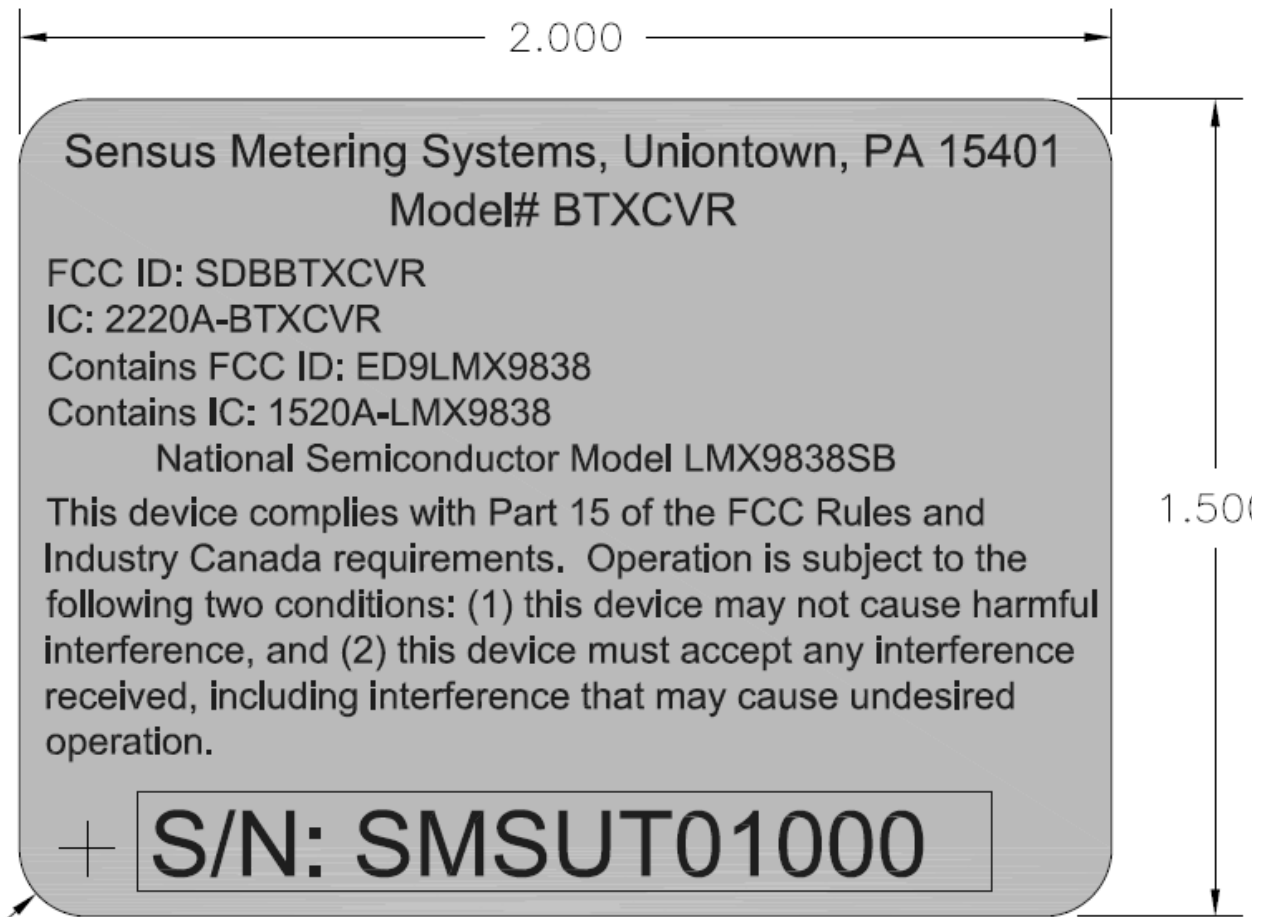 2.000
Sensus Metering Systems, Uniontown, PA 15401
Model# BTXCVR
FCC ID: SDBBTXCVR
IC: 2220A-BTXCVR
Contains FCC ID: ED9LMX9838
Contains IC: 1520A-LMX9838
National Semiconductor Model LMX9838SB
This device complies with Part 15 of the FCC Rules and
Industry Canada requirements.  Operation is subject to the
following two conditions: (1) this device may not cause harmful
interference, and (2) this device must accept any interference
received, including interference that may cause undesired
operation.
S/N: SMSUT01000